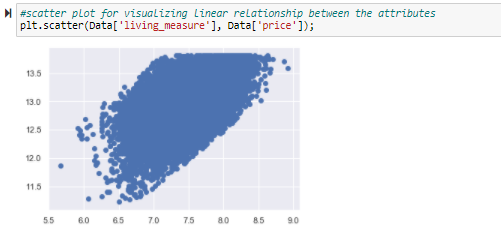 #scatter plot for visualizing linear relationship between the attributes
plt.scatter(Data['living_measure'], Data['price']);
13.5
13.0
12.5
12.0
11.5
5.5 6.0 6.5 7.0 7.5 8.0 8.5 9.0